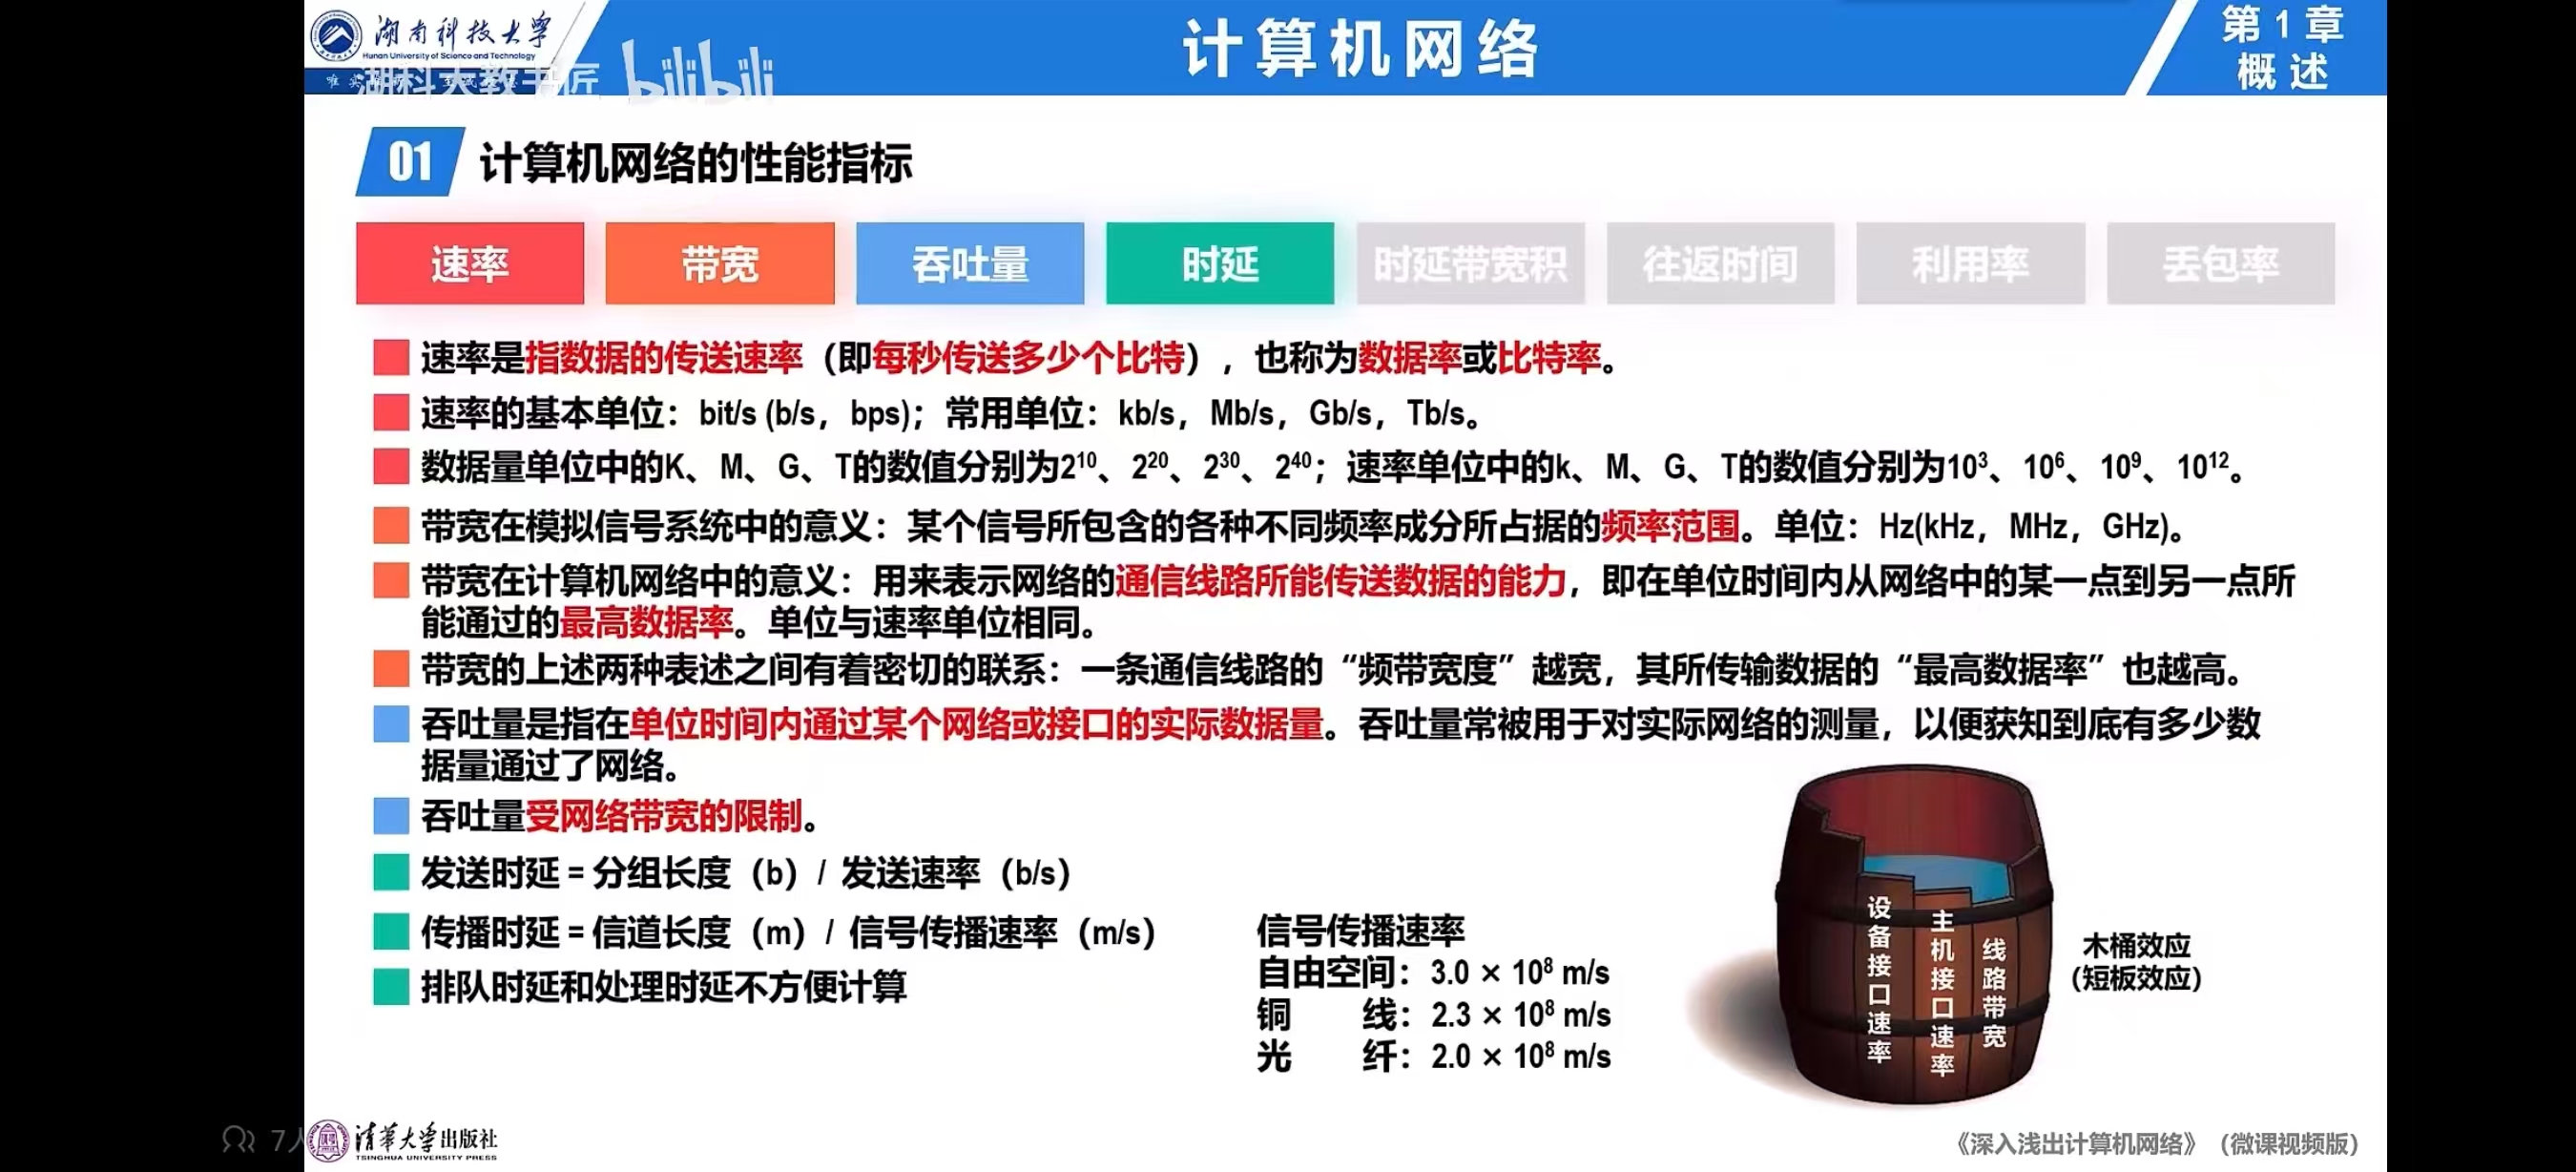 湖南科技大学
Hunan University of Science and Technology
湖科大教书匠 bilibili
计算机网络
第1章
概述
01 计算机网络的性能指标
速率 带宽 吞吐量 时延 时延带宽积 往返时间 利用率 丢包率
速率是指数据的传送速率（即每秒传送多少个比特），也称为数据率或比特率。
速率的基本单位：bit/s (b/s，bps)；常用单位：kb/s，Mb/s，Gb/s，Tb/s。
数据量单位中的K、M、G、T的数值分别为2¹⁰、2²⁰、2³⁰、2⁴⁰；速率单位中的k、M、G、T的数值分别为10³、10⁶、10⁹、10¹²。
带宽在模拟信号系统中的意义：某个信号所包含的各种不同频率成分所占据的频率范围。单位：Hz(kHz，MHz，GHz)。
带宽在计算机网络中的意义：用来表示网络的通信线路所能传送数据的能力，即在单位时间内从网络中的某一点到另一点所
能通过的最高数据率。单位与速率单位相同。
带宽的上述两种表述之间有着密切的联系：一条通信线路的“频带宽度”越宽，其所传输数据的“最高数据率”也越高。
吞吐量是指在单位时间内通过某个网络或接口的实际数据量。吞吐量常被用于对实际网络的测量，以便获知到底有多少数
据量通过了网络。
吞吐量受网络带宽的限制。
发送时延 = 分组长度（b）/ 发送速率（b/s）
传播时延 = 信道长度（m）/ 信号传播速率（m/s）
排队时延和处理时延不方便计算
信号传播速率
自由空间：3.0 × 10⁸ m/s
铜 线：2.3 × 10⁸ m/s
光 纤：2.0 × 10⁸ m/s
设备接口速率
主机接口速率
线路带宽
木桶效应
（短板效应）
7人
清华大学出版社
TSINGHUA UNIVERSITY PRESS
《深入浅出计算机网络》（微课视频版）